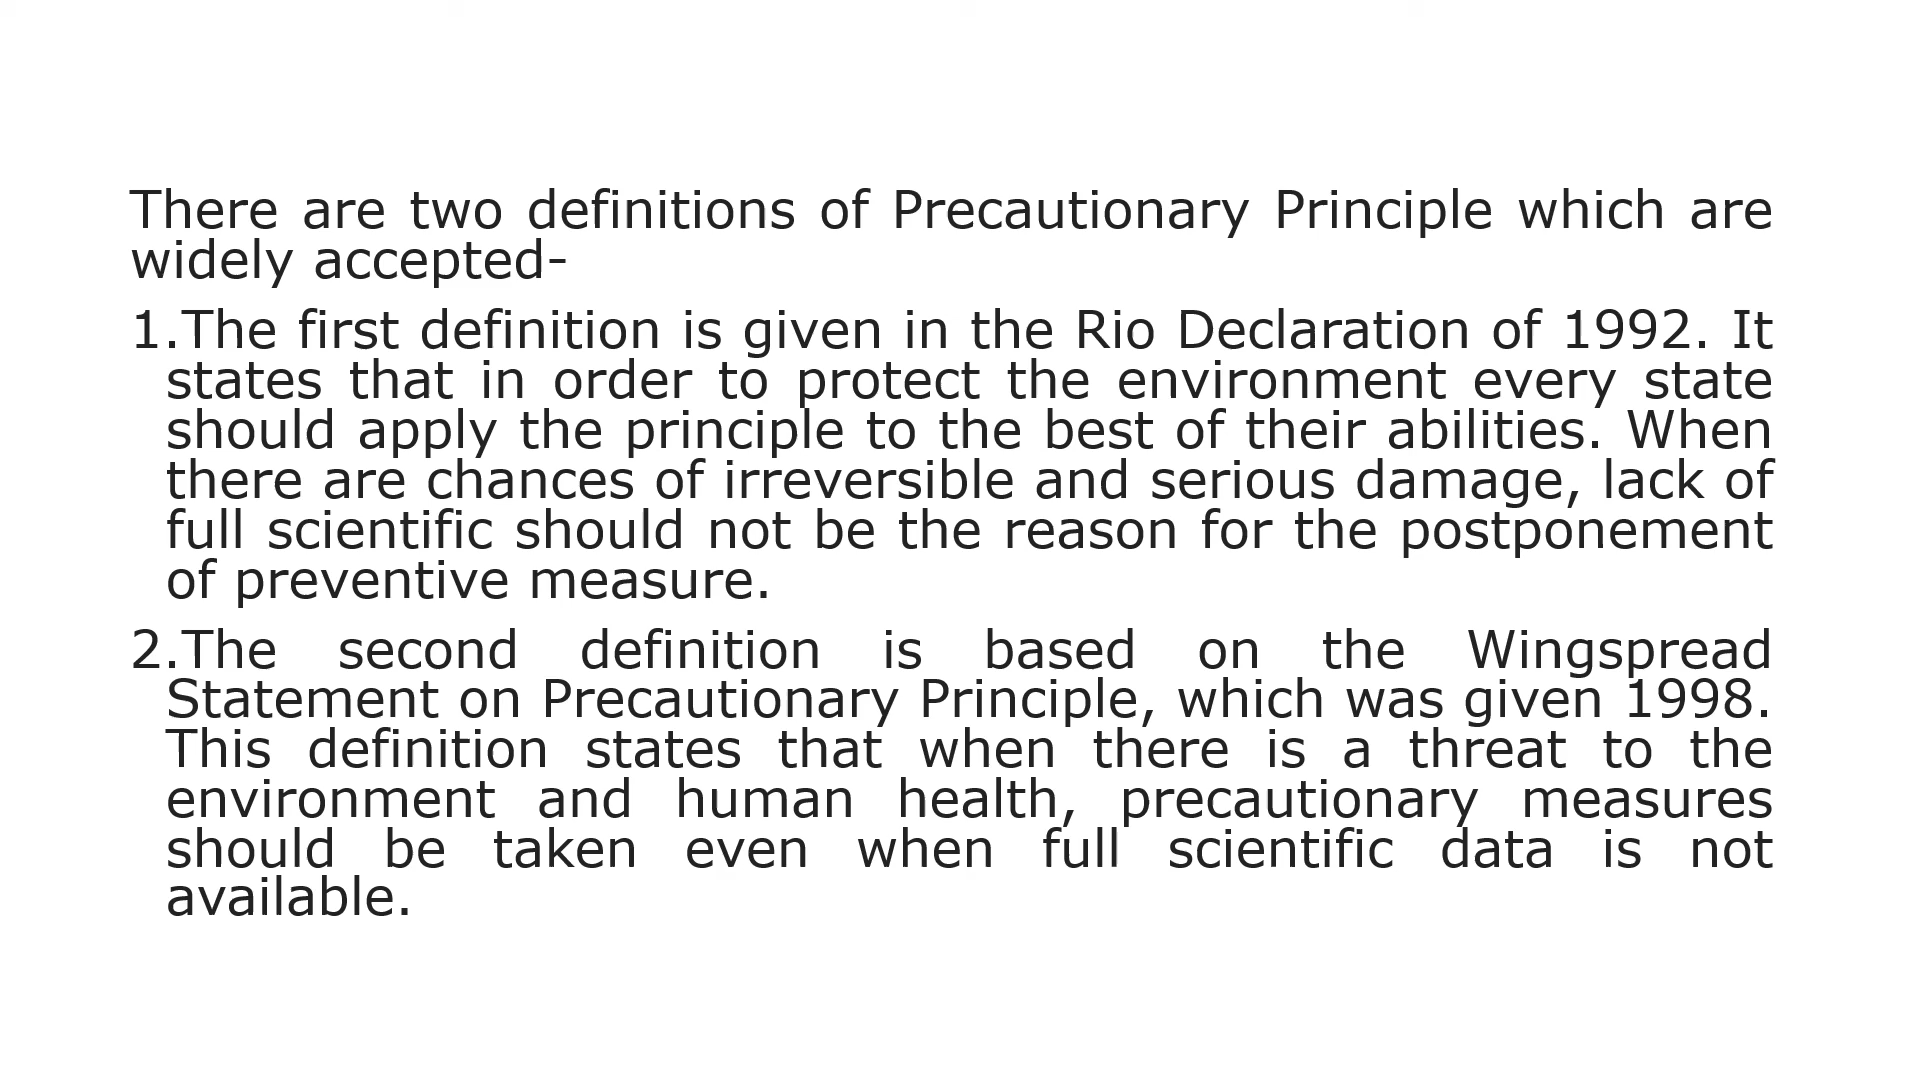 There are two definitions of Precautionary Principle which are
widely accepted-
1.The first definition is given in the Rio Declaration of 1992. It
states that in order to protect the environment every state
should apply the principle to the best of their abilities. When
there are chances of irreversible and serious damage, lack of
full scientific should not be the reason for the postponement
of preventive measure.
2.The second definition is based on the Wingspread
Statement on Precautionary Principle, which was given 1998.
This definition states that when there is a threat to the
environment and human health, precautionary measures
should be taken even when full scientific data is not
available.